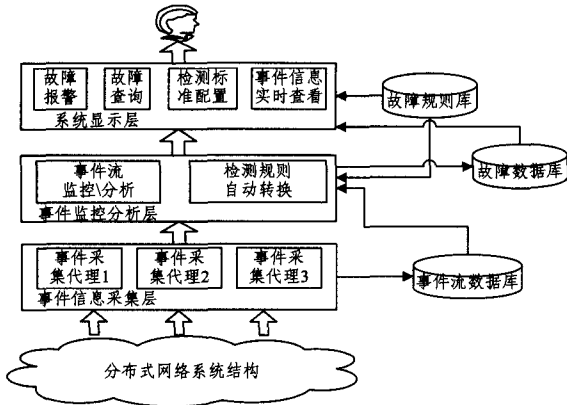 故障报警
故障查询
检测标准配置
事件信息实时查看
系统显示层
故障规则库
事件流监控\分析
检测规则自动转换
事件监控分析层
故障数据库
事件采集代理1
事件采集代理2
事件采集代理3
事件信息采集层
事件流数据库
分布式网络系统结构